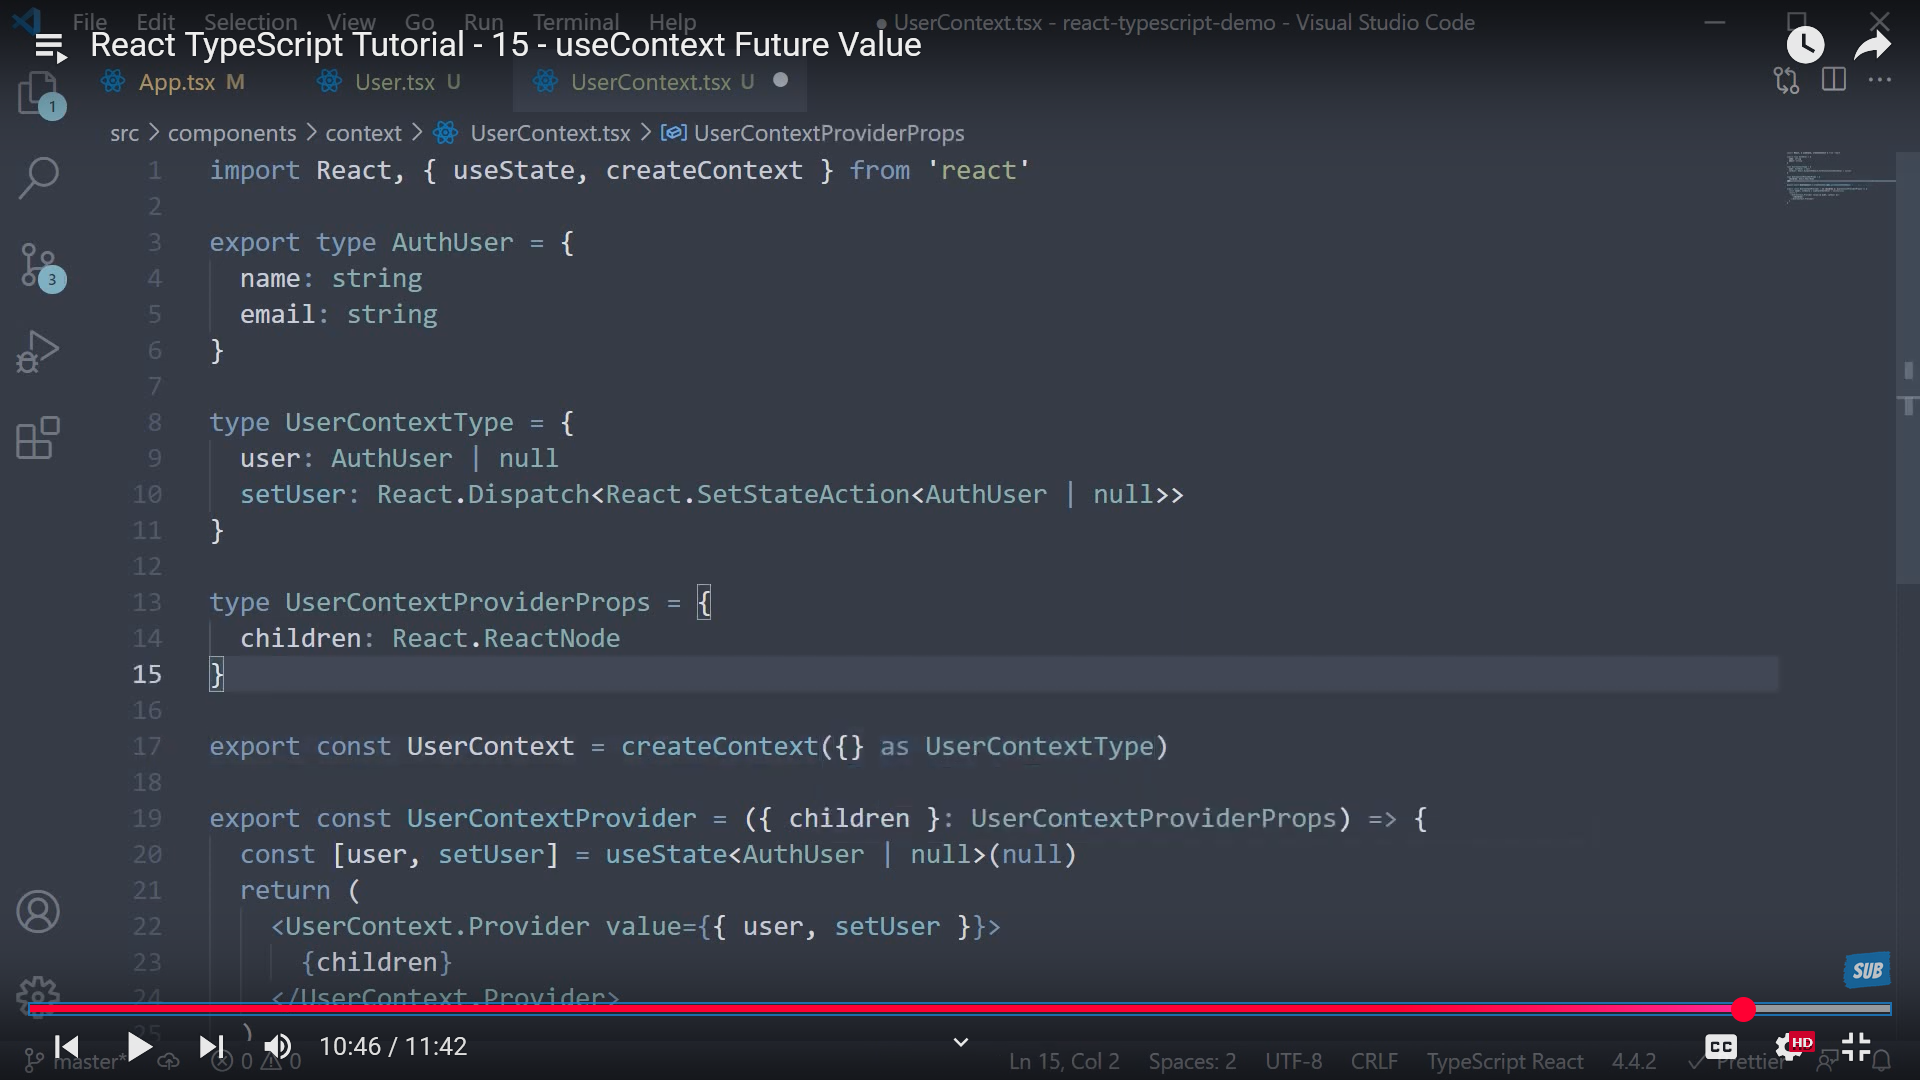 File Edit Selection View Go Run Terminal Help ● UserContext.tsx - react-typescript-demo - Visual Studio Code
React TypeScript Tutorial - 15 - useContext Future Value
App.tsx M User.tsx U UserContext.tsx U
1
src > components > context > UserContext.tsx > UserContextProviderProps
1 import React, { useState, createContext } from 'react'
2
3 export type AuthUser = {
4 name: string
3
5 email: string
6 }
7
8 type UserContextType = {
9 user: AuthUser | null
10 setUser: React.Dispatch<React.SetStateAction<AuthUser | null>>
11 }
12
13 type UserContextProviderProps = {
14 children: React.ReactNode
15 }
16
17 export const UserContext = createContext({} as UserContextType)
18
19 export const UserContextProvider = ({ children }: UserContextProviderProps) => {
20 const [user, setUser] = useState<AuthUser | null>(null)
21 return (
22 <UserContext.Provider value={{ user, setUser }}>
23 {children}
SUB
24 </UserContext.Provider>
25 )
10:46 / 11:42 CC HD
master* 0 0 Ln 15, Col 2 Spaces: 2 UTF-8 CRLF TypeScript React 4.4.2 Prettier